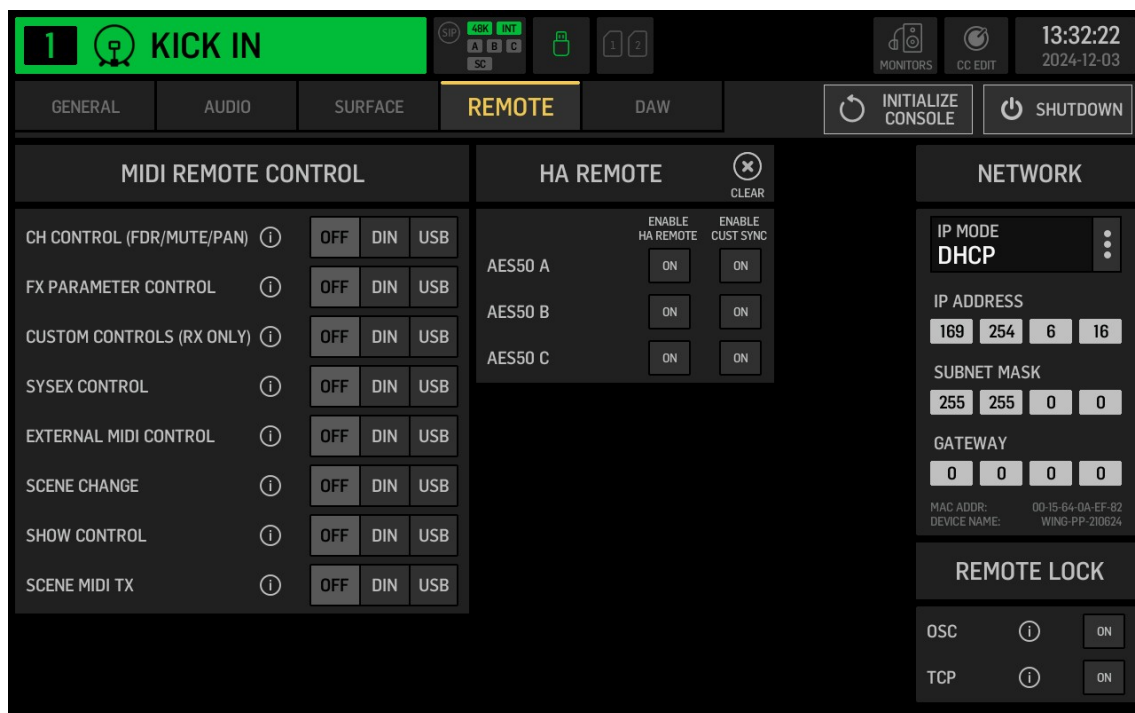 1 KICK IN
SIP 48K INT
A B C
SC
1 2
MONITORS
CC EDIT
13:32:22
2024-12-03
GENERAL
AUDIO
SURFACE
REMOTE
DAW
INITIALIZE
CONSOLE
SHUTDOWN
MIDI REMOTE CONTROL
CH CONTROL (FDR/MUTE/PAN) i OFF DIN USB
FX PARAMETER CONTROL i OFF DIN USB
CUSTOM CONTROLS (RX ONLY) i OFF DIN USB
SYSEX CONTROL i OFF DIN USB
EXTERNAL MIDI CONTROL i OFF DIN USB
SCENE CHANGE i OFF DIN USB
SHOW CONTROL i OFF DIN USB
SCENE MIDI TX i OFF DIN USB
HA REMOTE
CLEAR
ENABLE ENABLE
HA REMOTE CUST SYNC
AES50 A ON ON
AES50 B ON ON
AES50 C ON ON
NETWORK
IP MODE
DHCP
IP ADDRESS
169 254 6 16
SUBNET MASK
255 255 0 0
GATEWAY
0 0 0 0
MAC ADDR: 00-15-64-0A-EF-82
DEVICE NAME: WING-PP-210624
REMOTE LOCK
OSC i ON
TCP i ON